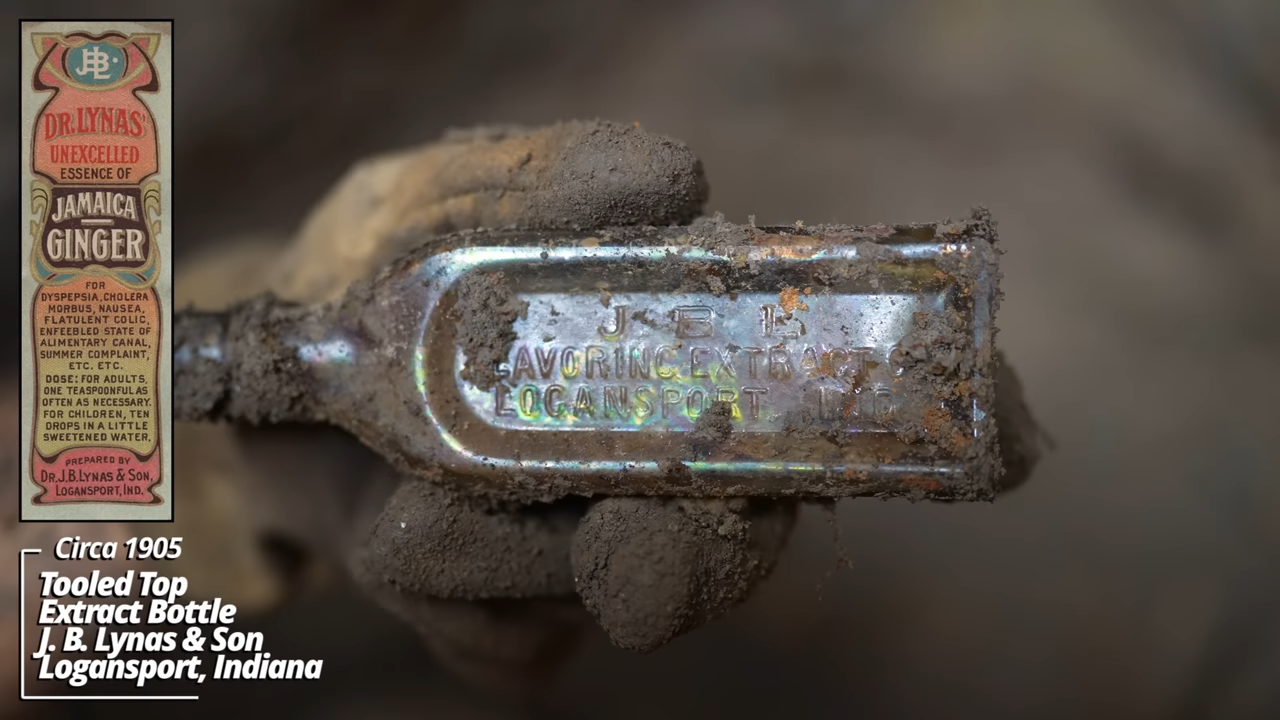 JBL
DR. LYNAS'
UNEXCELLED
ESSENCE OF
JAMAICA
GINGER
FOR
DYSPEPSIA, CHOLERA
MORBUS, NAUSEA,
FLATULENT COLIC,
ENFEEBLED STATE OF
ALIMENTARY CANAL,
SUMMER COMPLAINT,
ETC. ETC.
DOSE: FOR ADULTS,
ONE TEASPOONFUL AS
OFTEN AS NECESSARY.
FOR CHILDREN, TEN
DROPS IN A LITTLE
SWEETENED WATER.
PREPARED BY
DR. J. B. LYNAS & SON,
LOGANSPORT, IND.
Circa 1905
Tooled Top
Extract Bottle
J. B. Lynas & Son
Logansport, Indiana
J B L
LAVORING EXTRACTS
LOGANSPORT IND